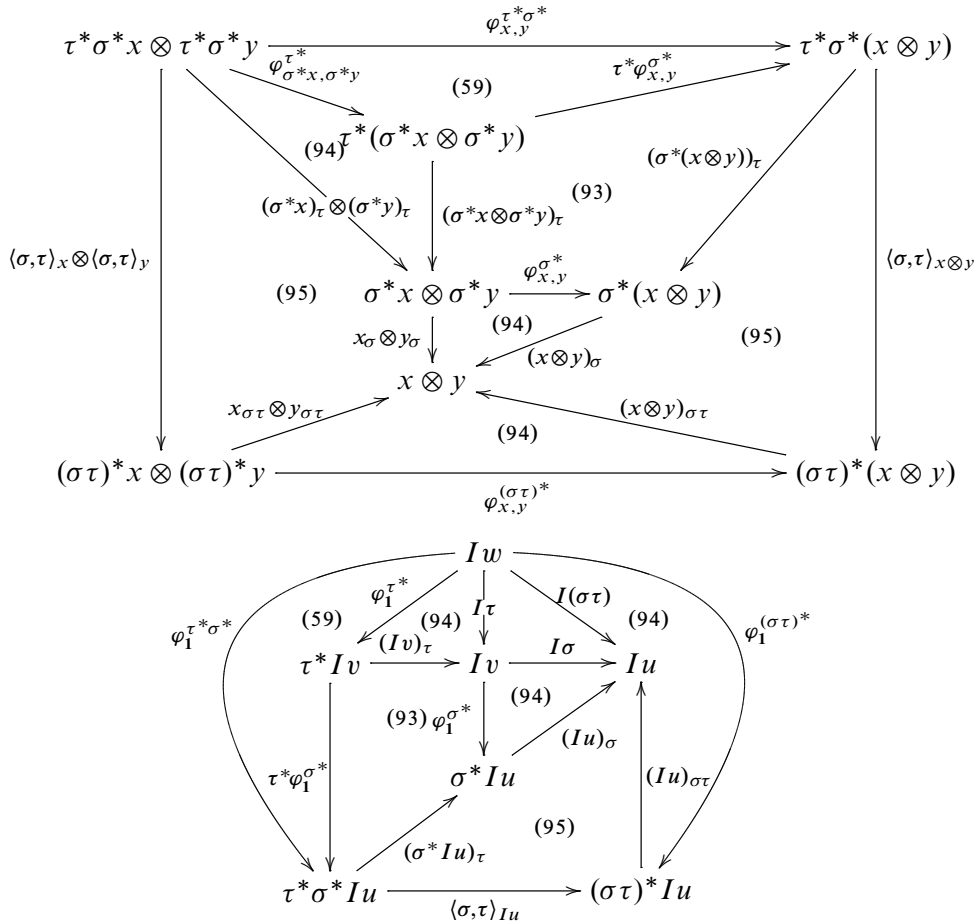 φ^{τ*σ*}_{x,y}
τ*σ*x ⊗ τ*σ*y τ*σ*(x ⊗ y)
φ^{τ*}_{σ*x,σ*y} τ*φ^{σ*}_{x,y}
(59)
τ*(σ*x ⊗ σ*y)
(94) (σ*(x⊗y))_τ
(93)
(σ*x)_τ ⊗ (σ*y)_τ (σ*x⊗σ*y)_τ
⟨σ,τ⟩_x ⊗ ⟨σ,τ⟩_y ⟨σ,τ⟩_{x⊗y}
φ^{σ*}_{x,y}
(95) σ*x ⊗ σ*y σ*(x ⊗ y)
x_σ ⊗ y_σ (94) (95)
(x⊗y)_σ
x ⊗ y
x_{στ} ⊗ y_{στ} (x⊗y)_{στ}
(94)
(στ)*x ⊗ (στ)*y (στ)*(x ⊗ y)
φ^{(στ)*}_{x,y}
Iw
φ^{τ*}_1 Iτ I(στ)
φ^{τ*σ*}_1 (59) (94) (94) φ^{(στ)*}_1
(Iv)_τ Iσ
τ*Iv Iv Iu
(94)
(93) φ^{σ*}_1
(Iu)_σ
τ*φ^{σ*}_1 σ*Iu (Iu)_{στ}
(95)
(σ*Iu)_τ
τ*σ*Iu (στ)*Iu
⟨σ,τ⟩_{Iu}